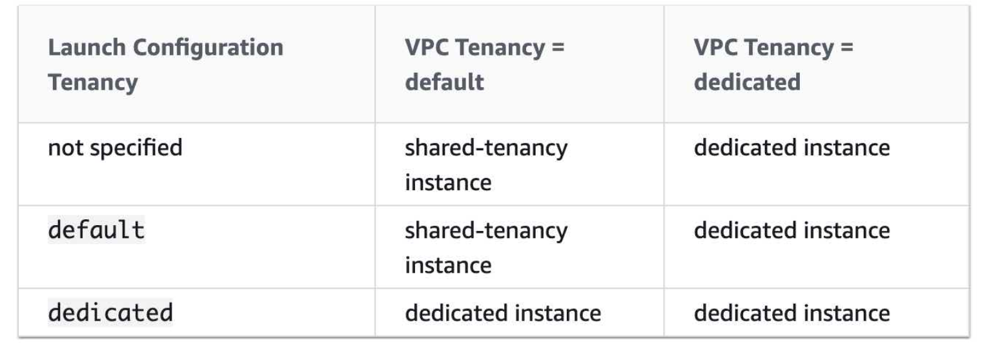 Launch Configuration
Tenancy
VPC Tenancy =
default
VPC Tenancy =
dedicated
not specified
shared-tenancy
instance
dedicated instance
default
shared-tenancy
instance
dedicated instance
dedicated
dedicated instance
dedicated instance